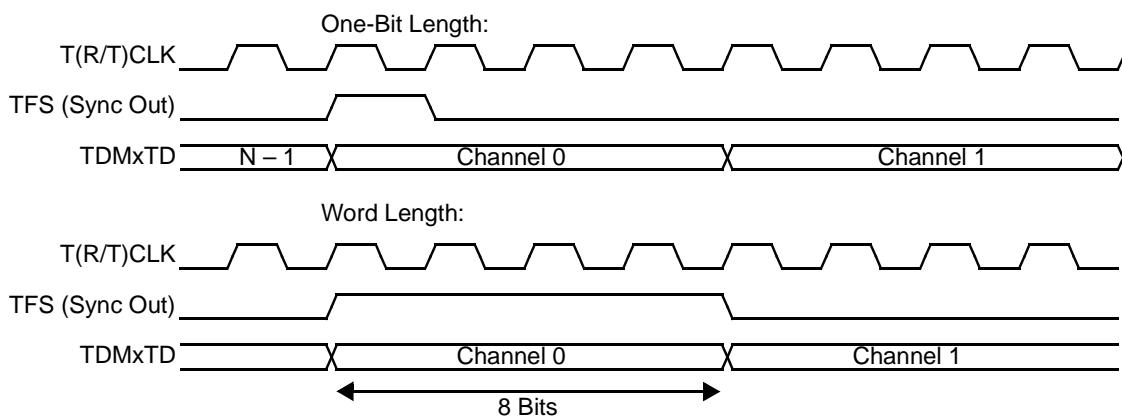 One-Bit Length:
T(R/T)CLK
TFS (Sync Out)
TDMxTD N – 1 Channel 0 Channel 1
Word Length:
T(R/T)CLK
TFS (Sync Out)
TDMxTD Channel 0 Channel 1
8 Bits